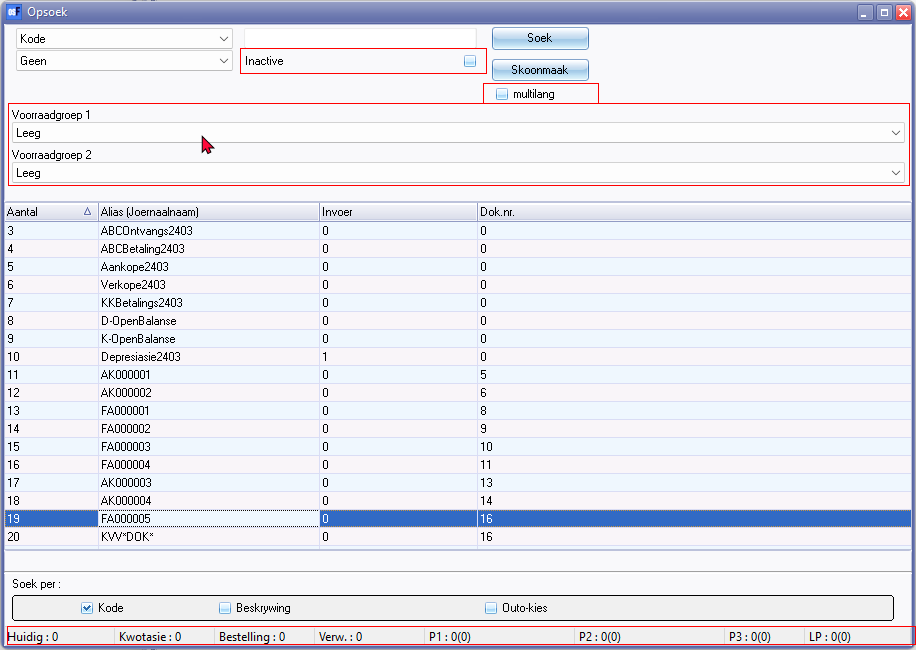 Opsoek
Kode
Soek
Geen
Inactive
Skoonmaak
multilang
Voorraadgroep 1
Leeg
Voorraadgroep 2
Leeg
Aantal Alias (Joernaalnaam) Invoer Dok.nr.
3 ABCOntvangs2403 0 0
4 ABCBetaling2403 0 0
5 Aankope2403 0 0
6 Verkope2403 0 0
7 KKBetalings2403 0 0
8 D-OpenBalanse 0 0
9 K-OpenBalanse 0 0
10 Depresiasie2403 1 0
11 AK000001 0 5
12 AK000002 0 6
13 FA000001 0 8
14 FA000002 0 9
15 FA000003 0 10
16 FA000004 0 11
17 AK000003 0 13
18 AK000004 0 14
19 FA000005 0 16
20 KVV*DOK* 0 16
Soek per :
Kode Beskrywing Outo-kies
Huidig : 0 Kwotasie : 0 Bestelling : 0 Verw. : 0 P1 : 0(0) P2 : 0(0) P3 : 0(0) LP : 0(0)